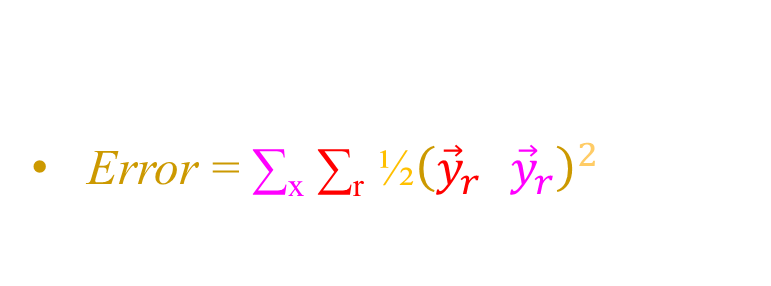 • Error = ∑x ∑r ½(y⃗r y⃗r)²